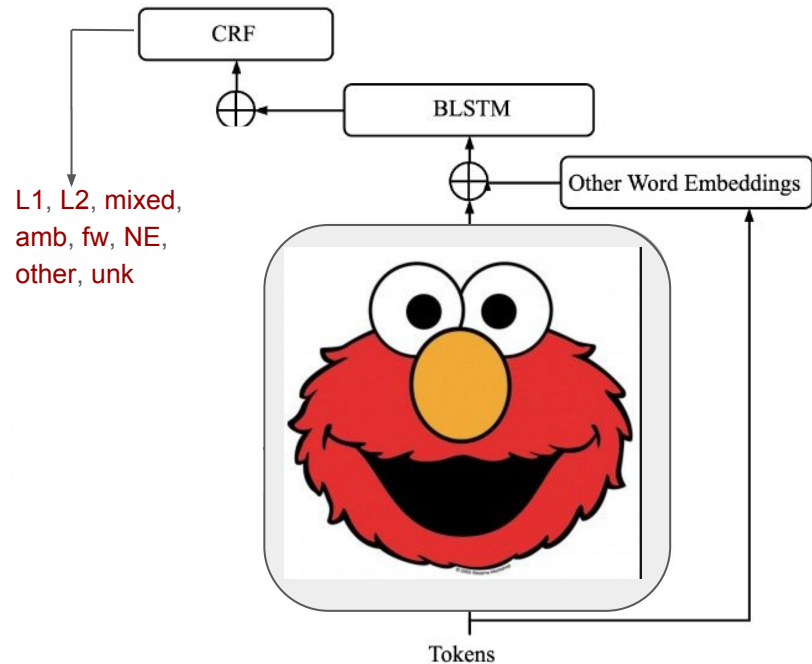 CRF
BLSTM
Other Word Embeddings
L1, L2, mixed,
amb, fw, NE,
other, unk
Tokens